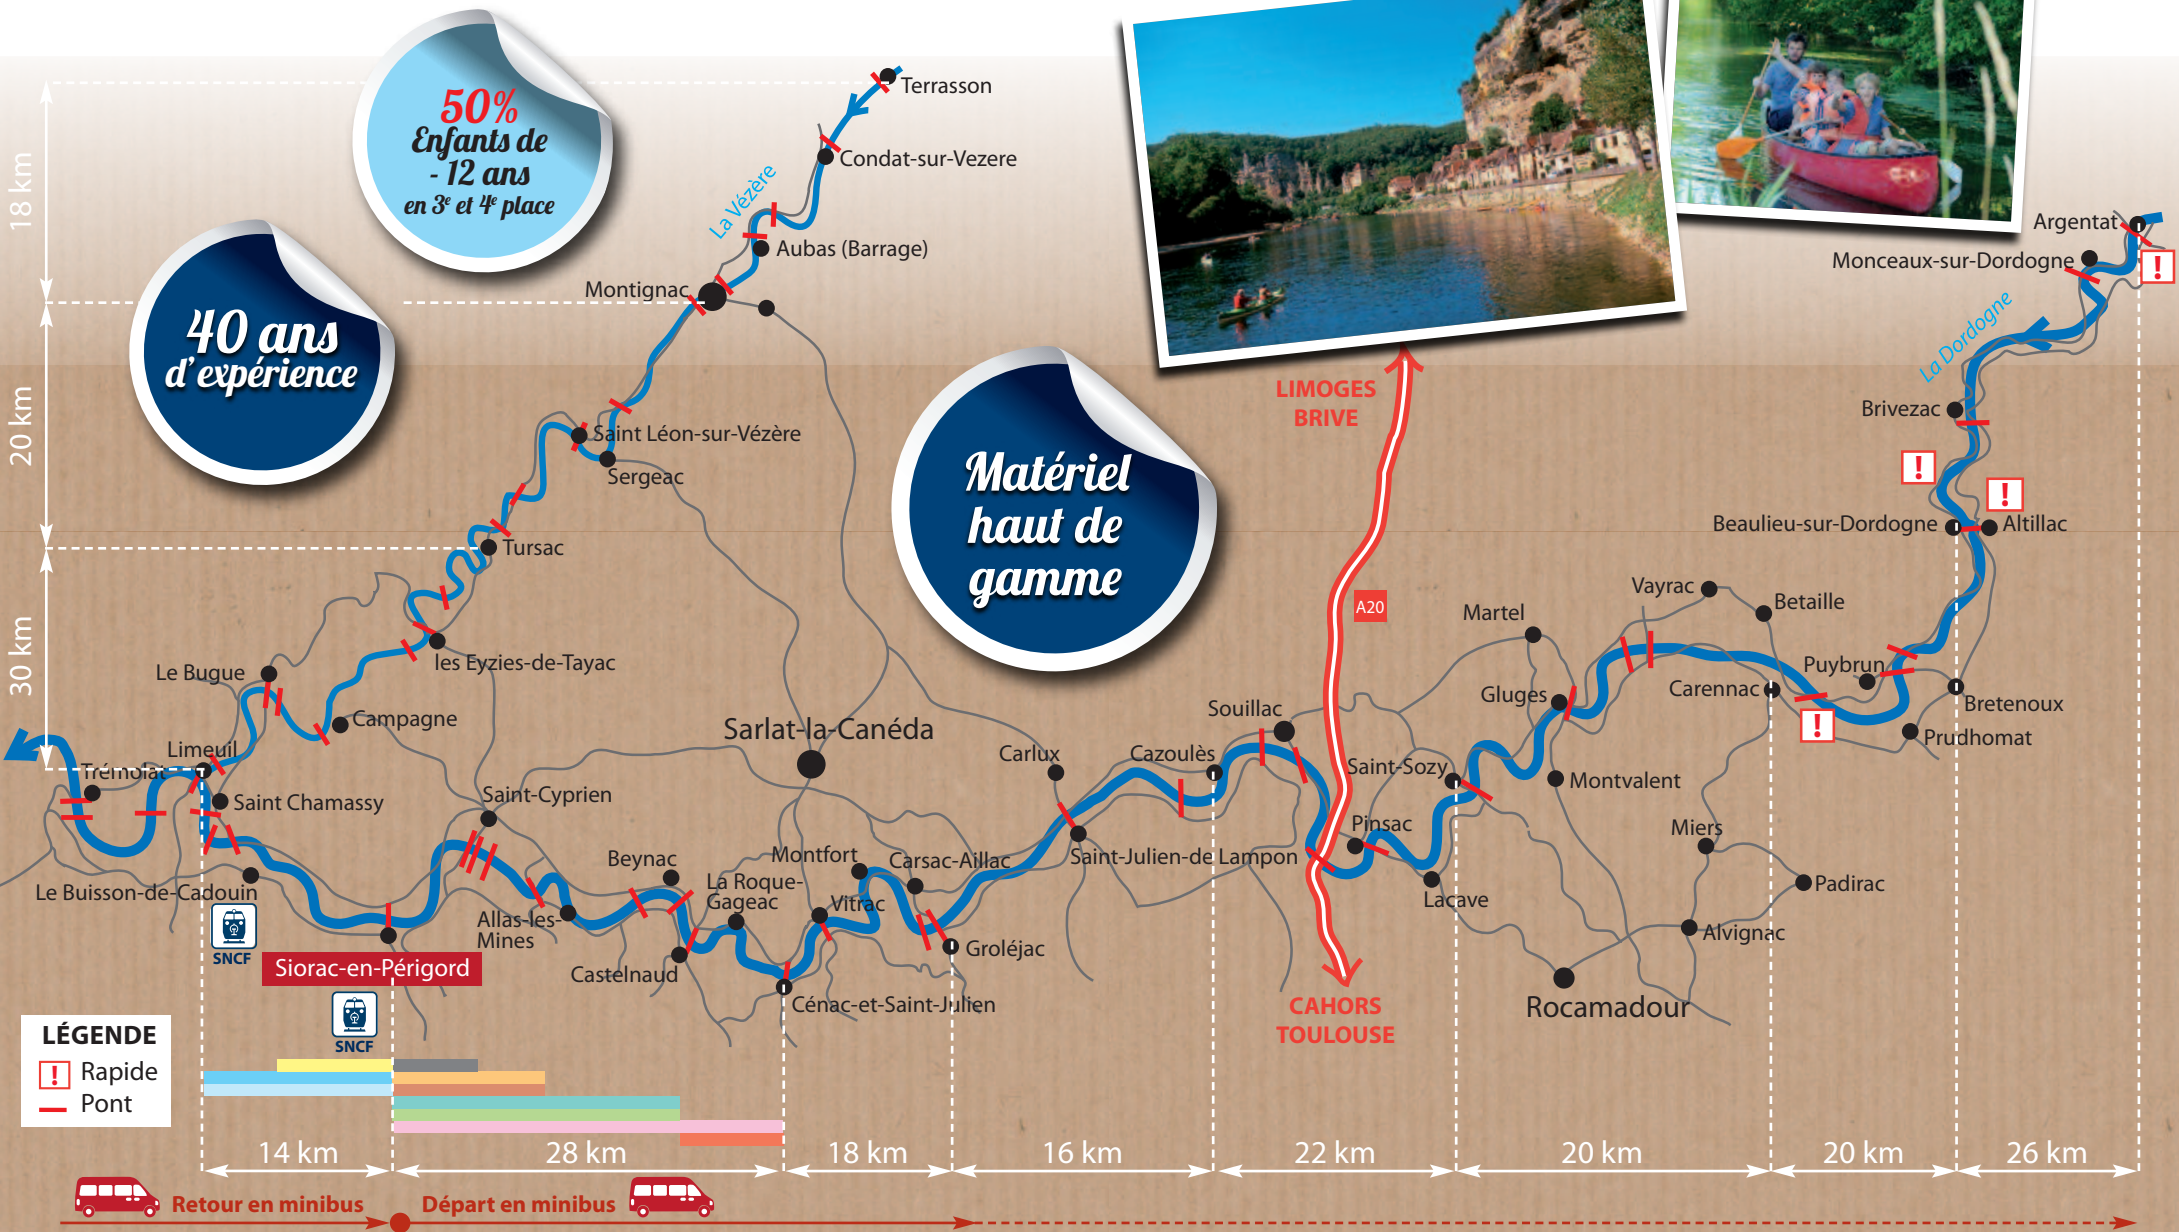 50%
Enfants de
- 12 ans
en 3e et 4e place
40 ans
d'expérience
Matériel
haut de
gamme
18 km
20 km
30 km
La Vézère
Terrasson
Condat-sur-Vezere
Aubas (Barrage)
Montignac
Saint Léon-sur-Vézère
Sergeac
Tursac
les Eyzies-de-Tayac
Le Bugue
Campagne
Limeuil
Trémolat
Saint Chamassy
Le Buisson-de-Cadouin
SNCF
Siorac-en-Périgord
SNCF
Saint-Cyprien
Allas-les-
Mines
Beynac
Castelnaud
La Roque-
Gageac
Cénac-et-Saint-Julien
Sarlat-la-Canéda
Montfort
Vitrac
Carsac-Aillac
Groléjac
Carlux
Saint-Julien-de Lampon
Cazoulès
Souillac
LIMOGES
BRIVE
A20
CAHORS
TOULOUSE
Pinsac
Saint-Sozy
Lacave
Martel
Gluges
Montvalent
Miers
Padirac
Alvignac
Rocamadour
Vayrac
Betaille
Carennac
Puybrun
Bretenoux
Prudhomat
Beaulieu-sur-Dordogne
Altillac
Brivezac
La Dordogne
Monceaux-sur-Dordogne
Argentat
!
!
!
!
LÉGENDE
! Rapide
Pont
14 km
28 km
18 km
16 km
22 km
20 km
20 km
26 km
Retour en minibus
Départ en minibus